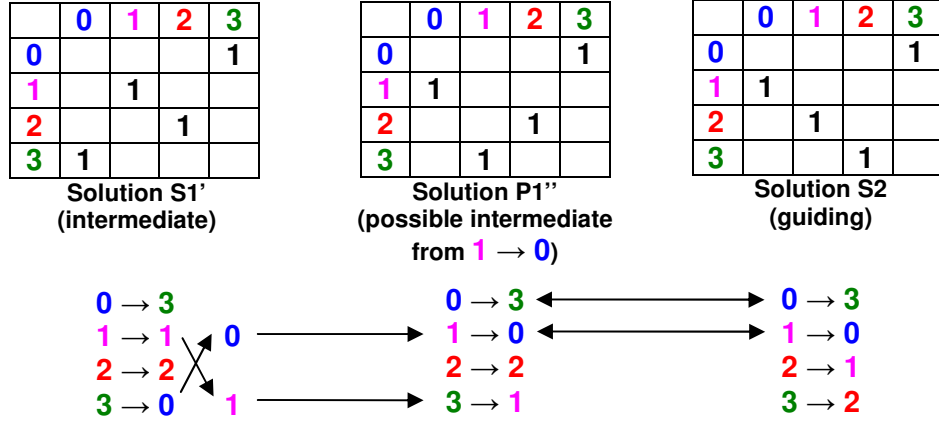 0 1 2 3
0 1
1 1
2 1
3 1
Solution S1'
(intermediate)
0 1 2 3
0 1
1 1
2 1
3 1
Solution P1''
(possible intermediate
from 1 → 0)
0 1 2 3
0 1
1 1
2 1
3 1
Solution S2
(guiding)
0 → 3
1 → 1 0
2 → 2
3 → 0 1
0 → 3
1 → 0
2 → 2
3 → 1
0 → 3
1 → 0
2 → 1
3 → 2